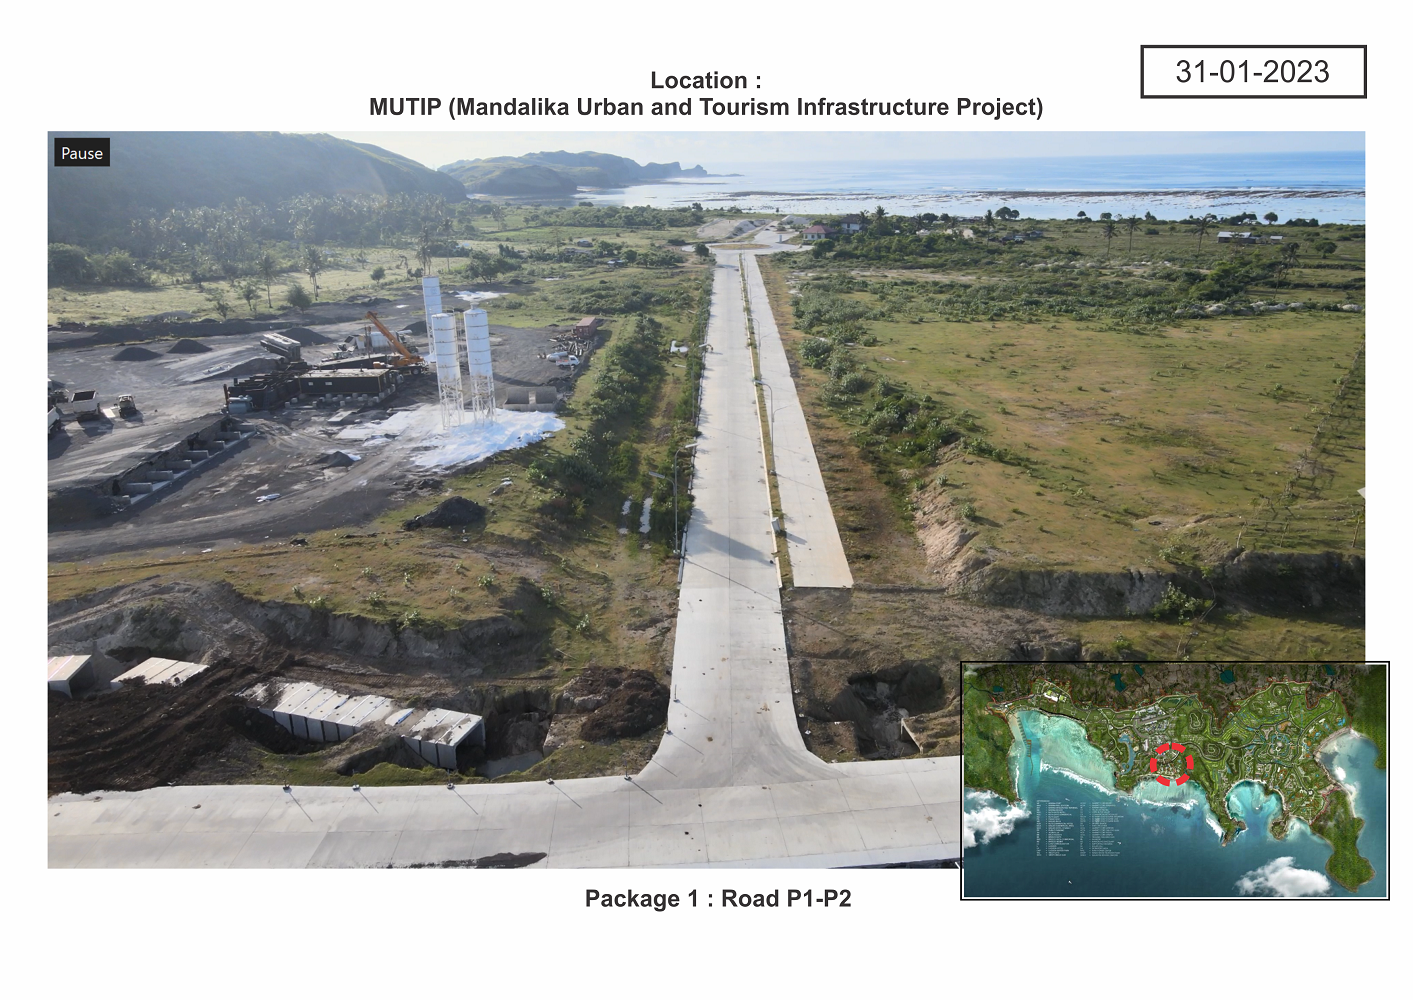 31-01-2023
Location :
MUTIP (Mandalika Urban and Tourism Infrastructure Project)
Pause
Package 1 : Road P1-P2